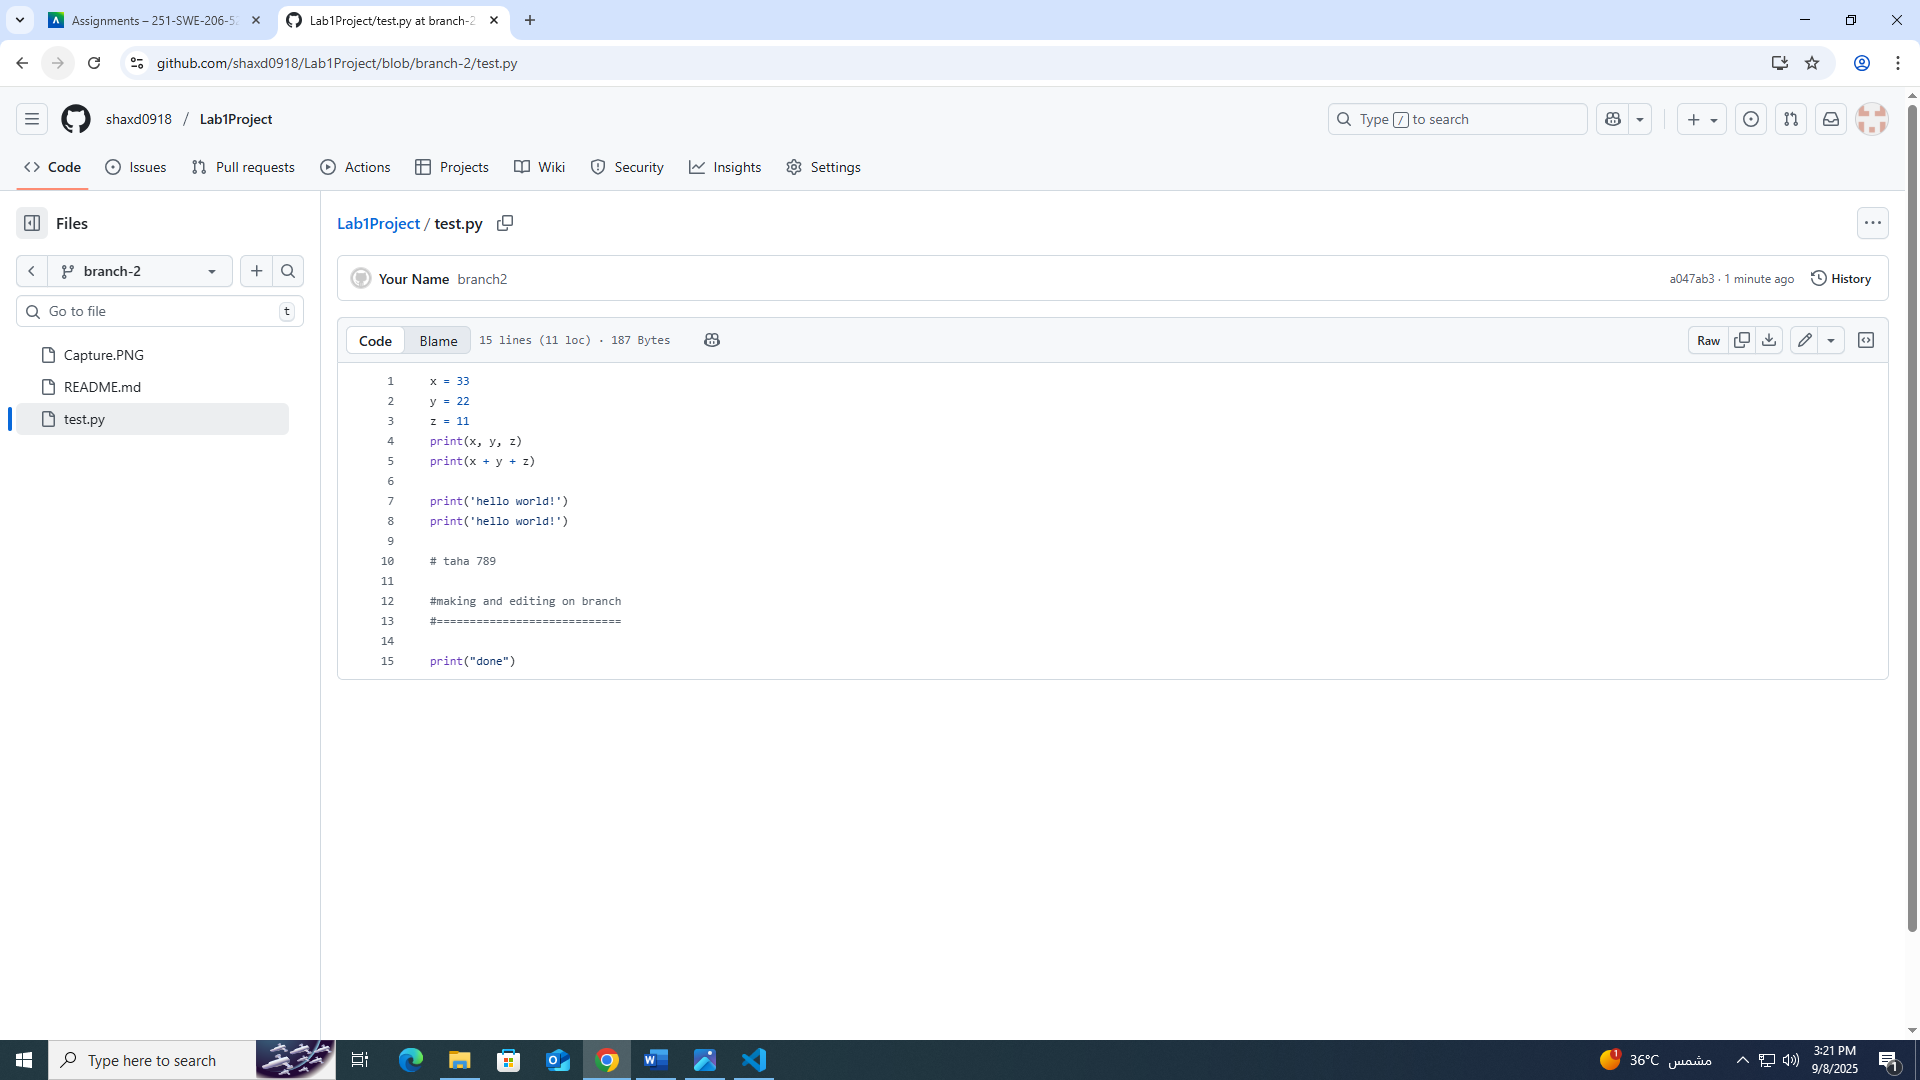 Assignments – 251-SWE-206-52
Lab1Project/test.py at branch-2
github.com/shaxd0918/Lab1Project/blob/branch-2/test.py
shaxd0918 / Lab1Project
Type / to search
Code Issues Pull requests Actions Projects Wiki Security Insights Settings
Files
Lab1Project / test.py
branch-2
Your Name branch2
a047ab3 · 1 minute ago History
Go to file t
Code Blame 15 lines (11 loc) · 187 Bytes
Raw
Capture.PNG
README.md
test.py
1 x = 33
2 y = 22
3 z = 11
4 print(x, y, z)
5 print(x + y + z)
6
7 print('hello world!')
8 print('hello world!')
9
10 # taha 789
11
12 #making and editing on branch
13 #============================
14
15 print("done")
Type here to search
1
36°C مشمس
3:21 PM
9/8/2025
1